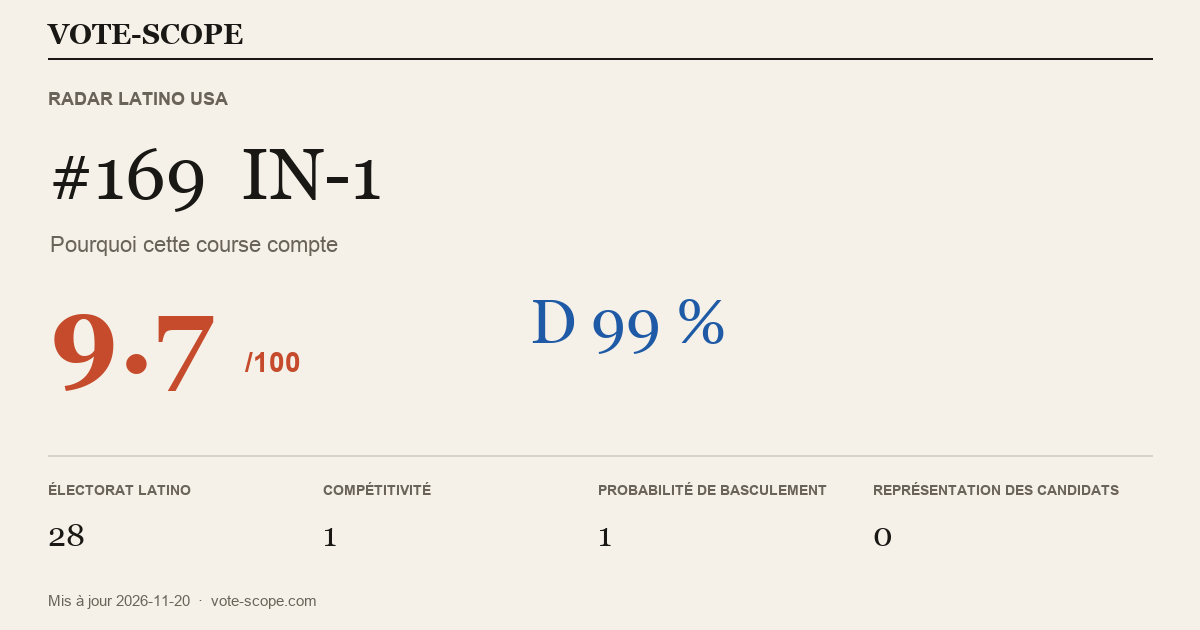 VOTE-SCOPE
RADAR LATINO USA
#169 IN-1
Pourquoi cette course compte
9.7 /100
D 99 %
ÉLECTORAT LATINO
COMPÉTITIVITÉ
PROBABILITÉ DE BASCULEMENT
REPRÉSENTATION DES CANDIDATS
28
1
1
0
Mis à jour 2026-11-20 · vote-scope.com